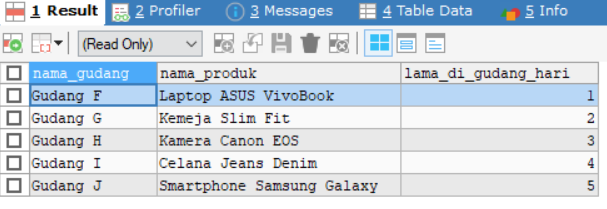 1 Result 2 Profiler 3 Messages 4 Table Data 5 Info
(Read Only)
nama_gudang nama_produk lama_di_gudang_hari
Gudang F Laptop ASUS VivoBook 1
Gudang G Kemeja Slim Fit 2
Gudang H Kamera Canon EOS 3
Gudang I Celana Jeans Denim 4
Gudang J Smartphone Samsung Galaxy 5